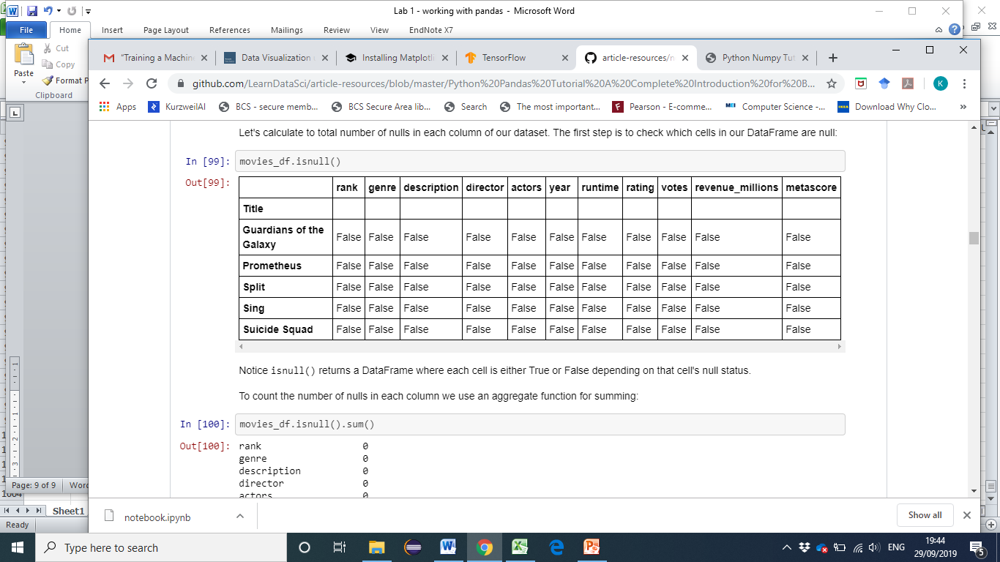 Lab 1 - working with pandas - Microsoft Word
File Home Insert Page Layout References Mailings Review View EndNote X7
Paste
Cut
Copy
Format P
Clipboard
"Training a Machin
Data Visualization
Installing Matplotli
TensorFlow
article-resources/n
Python Numpy Tut
github.com/LearnDataSci/article-resources/blob/master/Python%20Pandas%20Tutorial%20A%20Complete%20Introduction%20for%20B...
K
Apps KurzweilAI BCS - secure memb... BCS Secure Area lib... Search The most important... Pearson - E-comme... MEI Computer Science -... IKEA Download Why Clo... »
Let's calculate to total number of nulls in each column of our dataset. The first step is to check which cells in our DataFrame are null:
In [99]: movies_df.isnull()
Out[99]:
rank genre description director actors year runtime rating votes revenue_millions metascore
Title
Guardians of the
Galaxy
False False False False False False False False False False False
Prometheus False False False False False False False False False False False
Split False False False False False False False False False False False
Sing False False False False False False False False False False False
Suicide Squad False False False False False False False False False False False
Notice isnull() returns a DataFrame where each cell is either True or False depending on that cell's null status.
To count the number of nulls in each column we use an aggregate function for summing:
In [100]: movies_df.isnull().sum()
Out[100]: rank 0
genre 0
description 0
director 0
actors 0
Page: 9 of 9 Word
1004
Sheet1
Ready
notebook.ipynb
Show all
Type here to search
ENG
19:44
29/09/2019
5